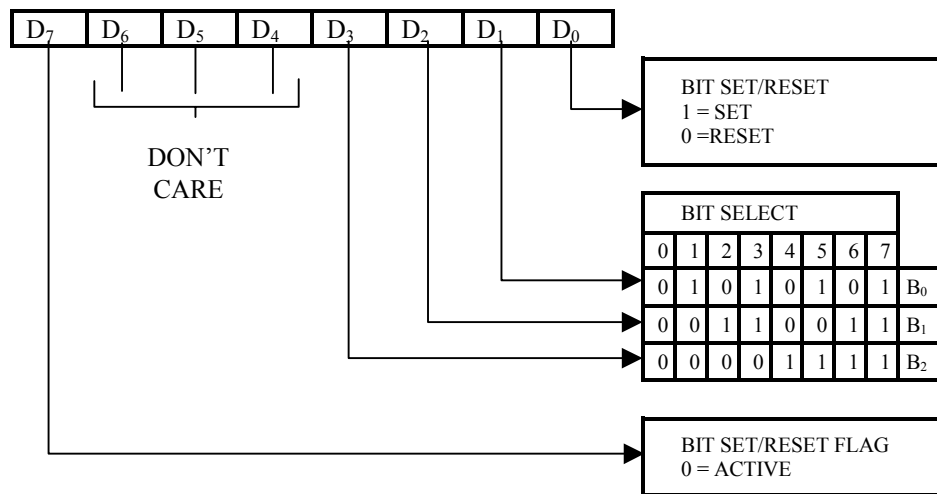 D₇ D₆ D₅ D₄ D₃ D₂ D₁ D₀
BIT SET/RESET
1 = SET
0 =RESET
DON'T
CARE
BIT SELECT
0 1 2 3 4 5 6 7
0 1 0 1 0 1 0 1 B₀
0 0 1 1 0 0 1 1 B₁
0 0 0 0 1 1 1 1 B₂
BIT SET/RESET FLAG
0 = ACTIVE